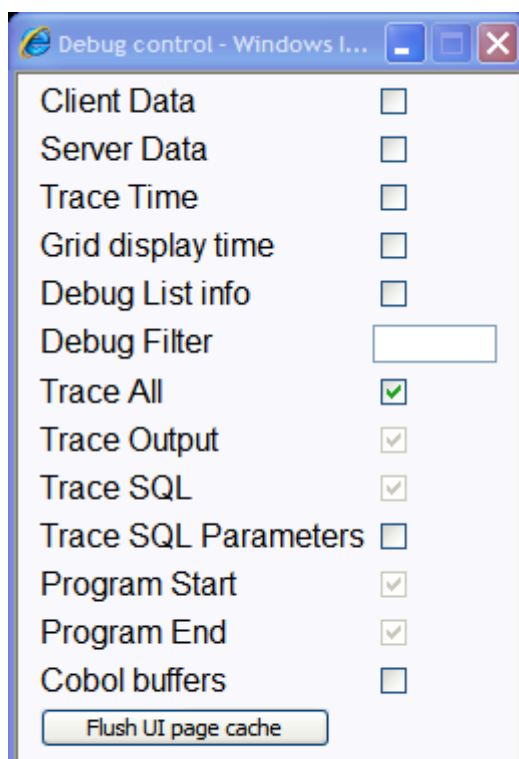 Debug control - Windows I...
Client Data
Server Data
Trace Time
Grid display time
Debug List info
Debug Filter
Trace All
Trace Output
Trace SQL
Trace SQL Parameters
Program Start
Program End
Cobol buffers
Flush UI page cache